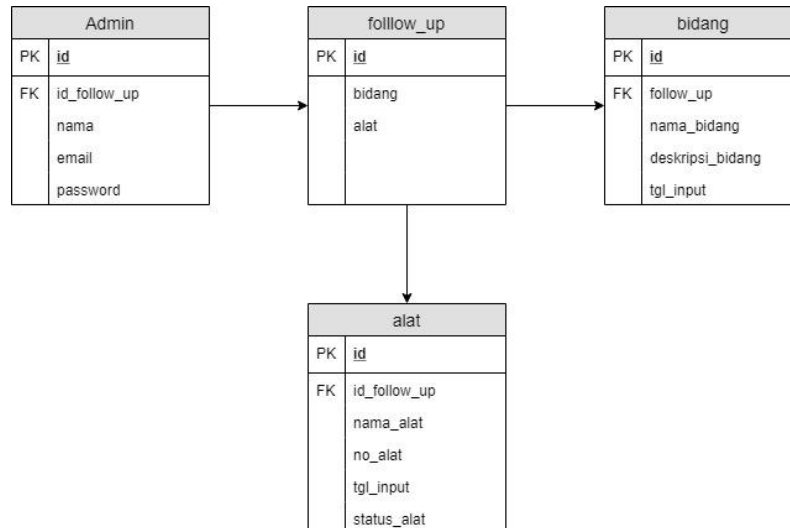 Admin
PK id
FK id_follow_up
nama
email
password
folllow_up
PK id
bidang
alat
bidang
PK id
FK follow_up
nama_bidang
deskripsi_bidang
tgl_input
alat
PK id
FK id_follow_up
nama_alat
no_alat
tgl_input
status_alat